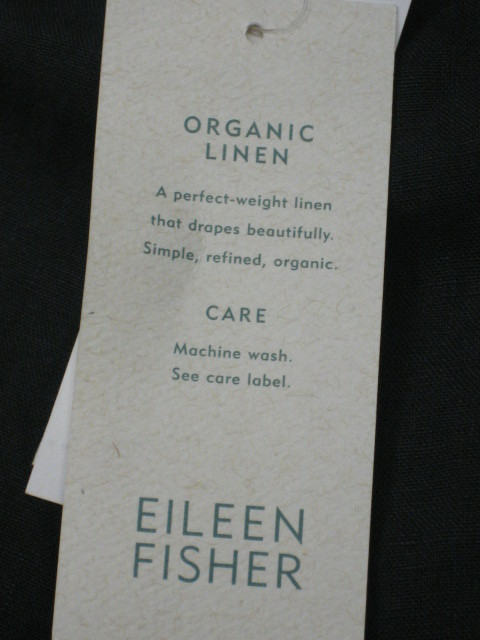 ORGANIC
LINEN
A perfect-weight linen
that drapes beautifully.
Simple, refined, organic.
CARE
Machine wash.
See care label.
EILEEN
FISHER